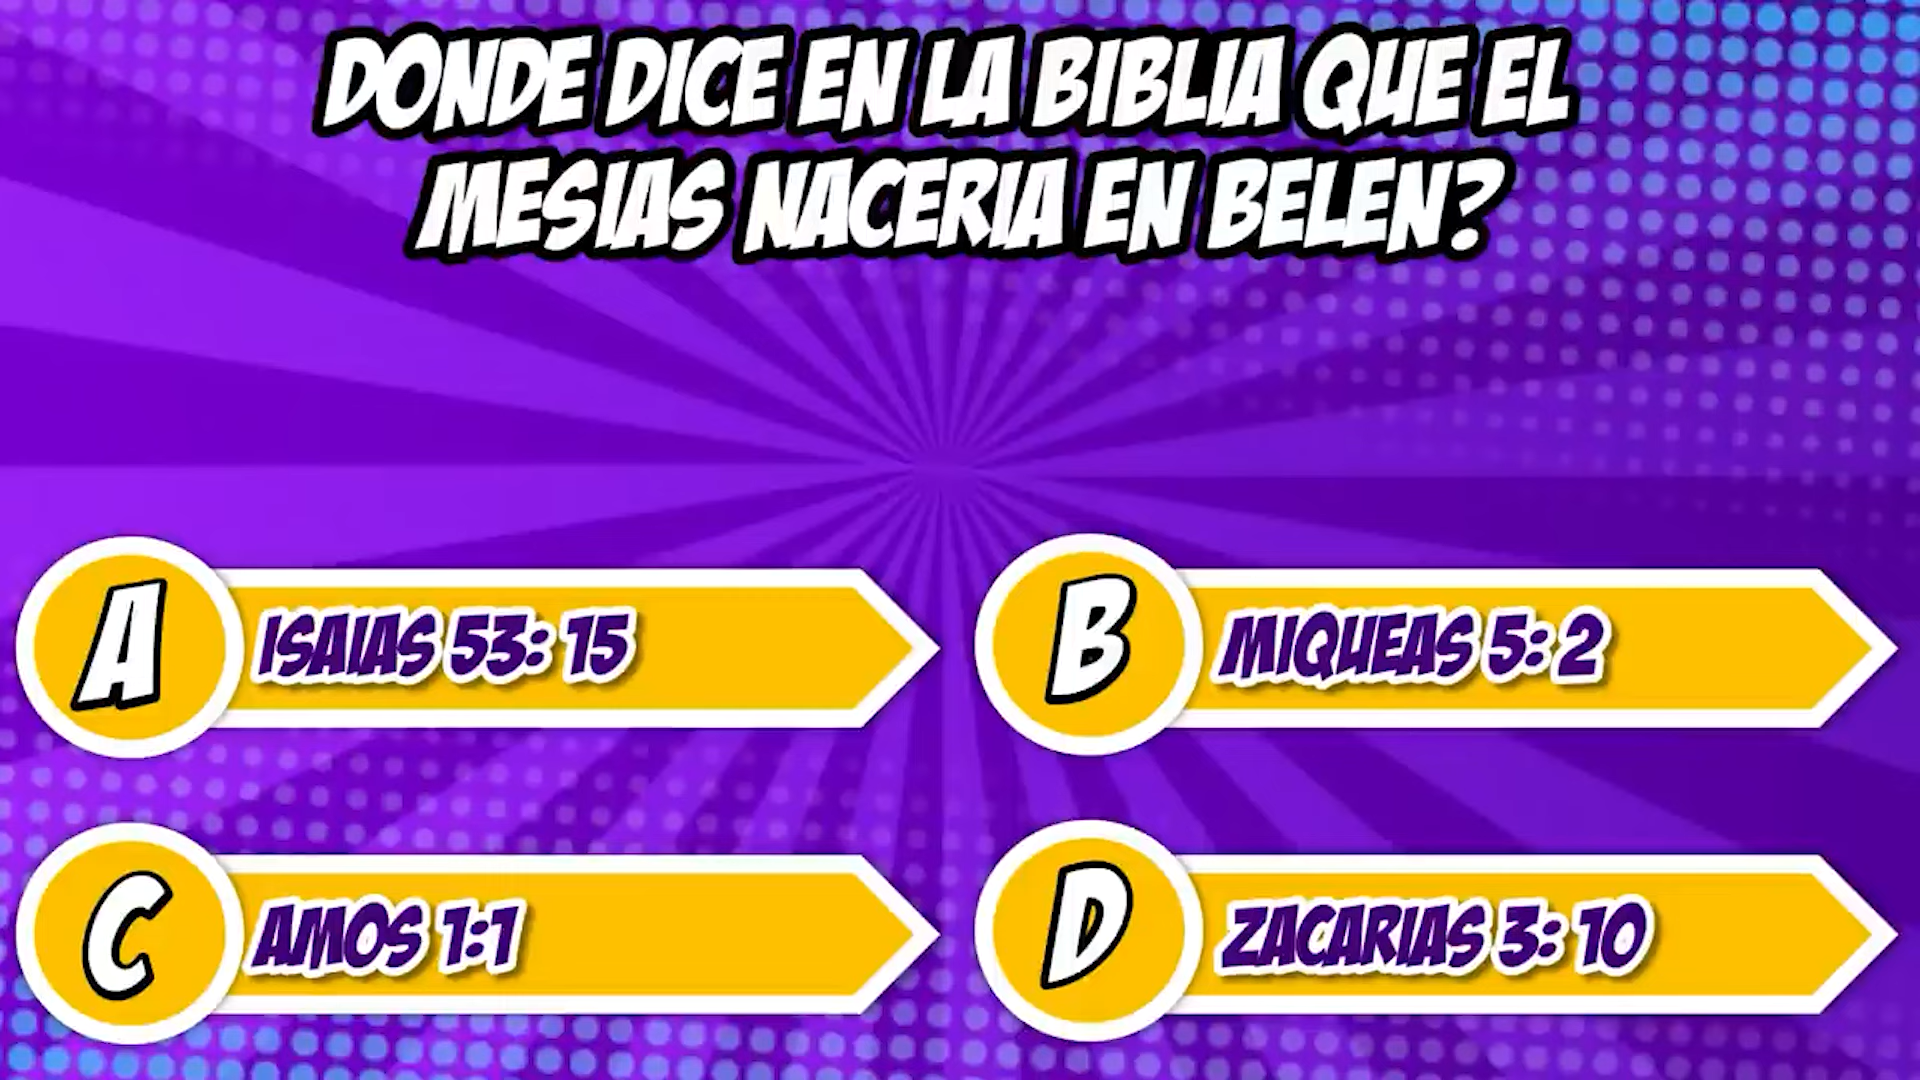 DONDE DICE EN LA BIBLIA QUE EL
MESIAS NACERIA EN BELEN?
A ISAIAS 53: 15
B MIQUEAS 5: 2
C AMOS 1:1
D ZACARIAS 3: 10